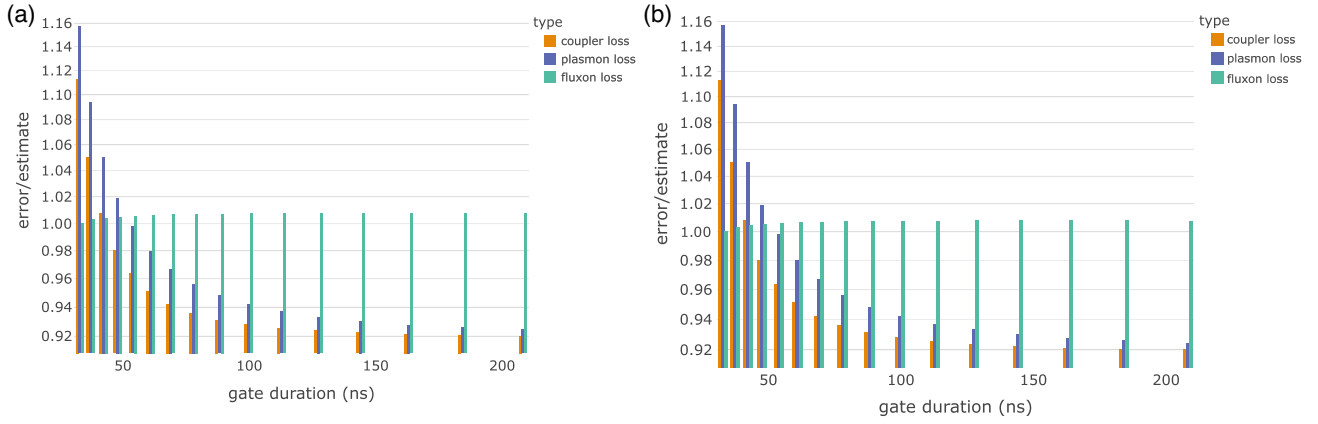 (a)
1.16
1.14
1.12
1.10
1.08
1.06
1.04
1.02
1.00
0.98
0.96
0.94
0.92
error/estimate
50
100
150
200
gate duration (ns)
type
coupler loss
plasmon loss
fluxon loss
(b)
1.16
1.14
1.12
1.10
1.08
1.06
1.04
1.02
1.00
0.98
0.96
0.94
0.92
error/estimate
50
100
150
200
gate duration (ns)
type
coupler loss
plasmon loss
fluxon loss